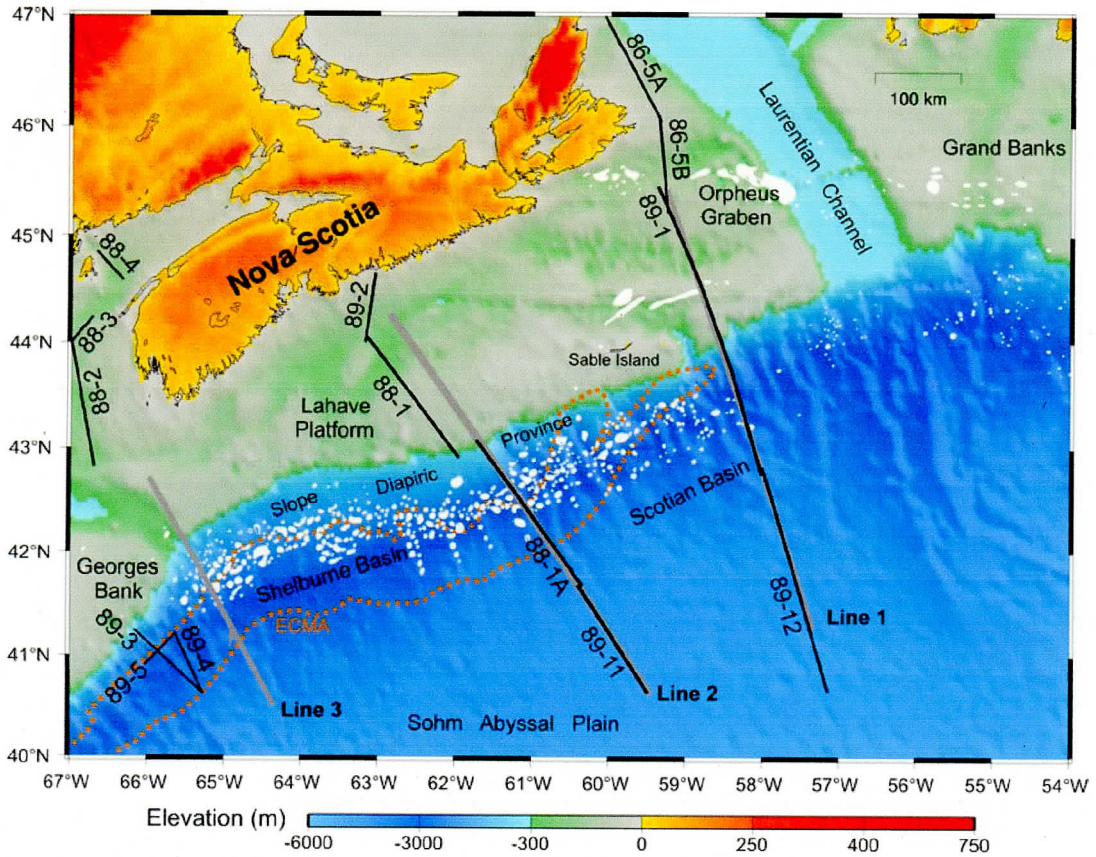 47°N
46°N
45°N
44°N
43°N
42°N
41°N
40°N
67°W
66°W
65°W
64°W
63°W
62°W
61°W
60°W
59°W
58°W
57°W
56°W
55°W
54°W
86-5A
86-5B
Laurentian Channel
100 km
Grand Banks
Orpheus
Graben
89-1
Nova Scotia
88-4
88-3
88-2
89-2
88-1
Sable Island
Lahave
Platform
Slope Diapiric Province
Scotian Basin
Shelburne Basin
88-1A
Georges
Bank
ECMA
89-3
89-4
89-5
89-11
89-12
Line 1
Line 2
Line 3
Sohm Abyssal Plain
Elevation (m)
-6000
-3000
-300
0
250
400
750